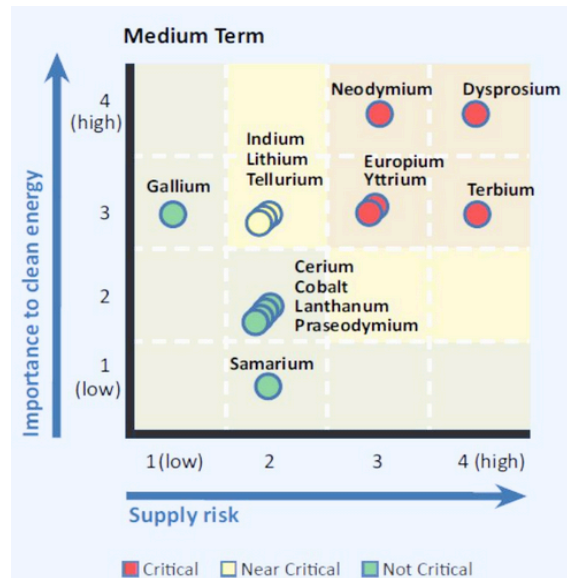 Medium Term
Importance to clean energy
4
(high)
3
2
1
(low)
Neodymium
Dysprosium
Indium
Lithium
Tellurium
Europium
Yttrium
Gallium
Terbium
Cerium
Cobalt
Lanthanum
Praseodymium
Samarium
1 (low)
2
3
4 (high)
Supply risk
Critical
Near Critical
Not Critical